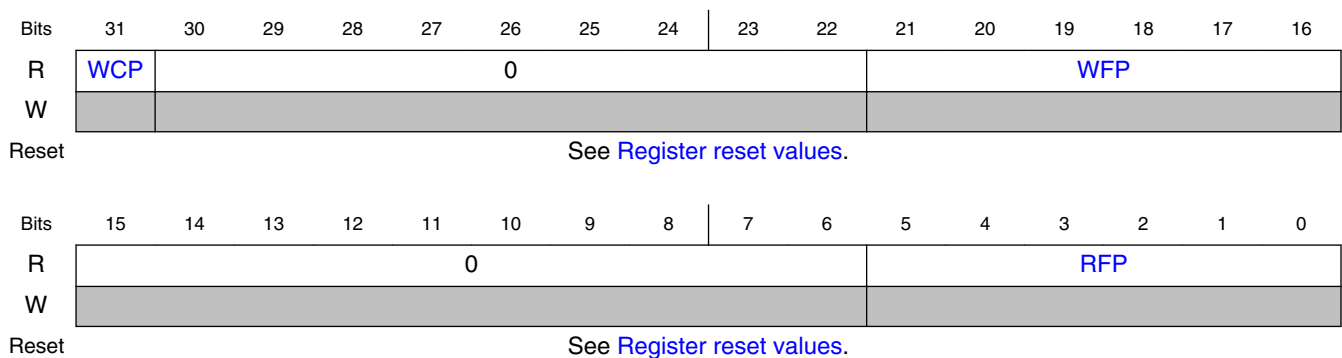 Bits 31 30 29 28 27 26 25 24 23 22 21 20 19 18 17 16
R WCP 0 WFP
W
Reset See Register reset values.
Bits 15 14 13 12 11 10 9 8 7 6 5 4 3 2 1 0
R 0 RFP
W
Reset See Register reset values.